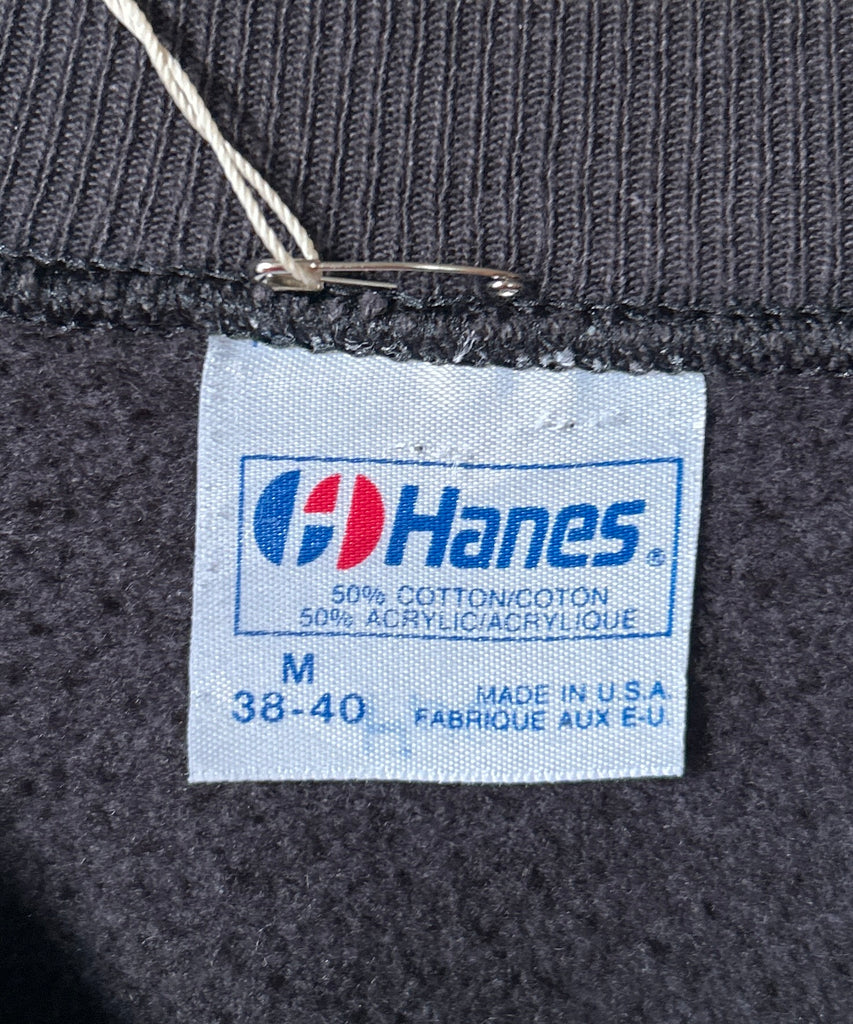 Hanes®
50% COTTON/COTON
50% ACRYLIC/ACRYLIQUE
M
38-40
MADE IN U.S.A.
FABRIQUE AUX E-U.